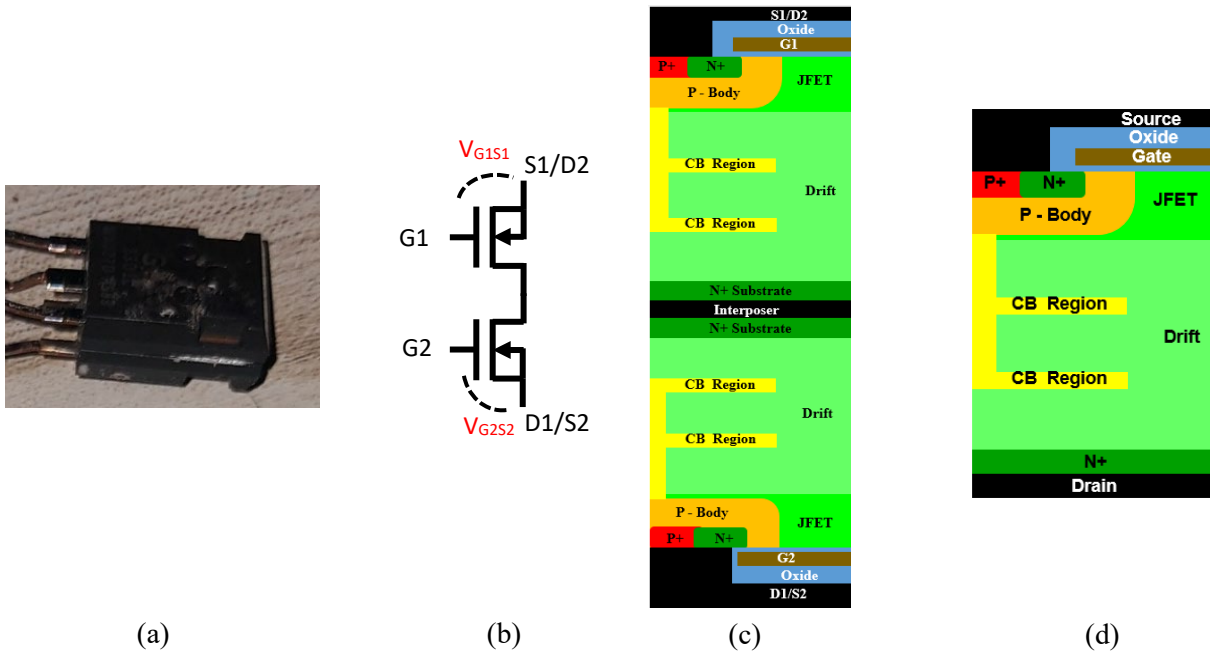 V_G1S1
S1/D2
G1
G2
V_G2S2
D1/S2
S1/D2
Oxide
G1
P+
N+
JFET
P - Body
CB Region
Drift
CB Region
N+ Substrate
Interposer
N+ Substrate
CB Region
Drift
CB Region
P - Body
JFET
P+
N+
G2
Oxide
D1/S2
Source
Oxide
Gate
P+
N+
JFET
P - Body
CB Region
Drift
CB Region
N+
Drain
(a)
(b)
(c)
(d)